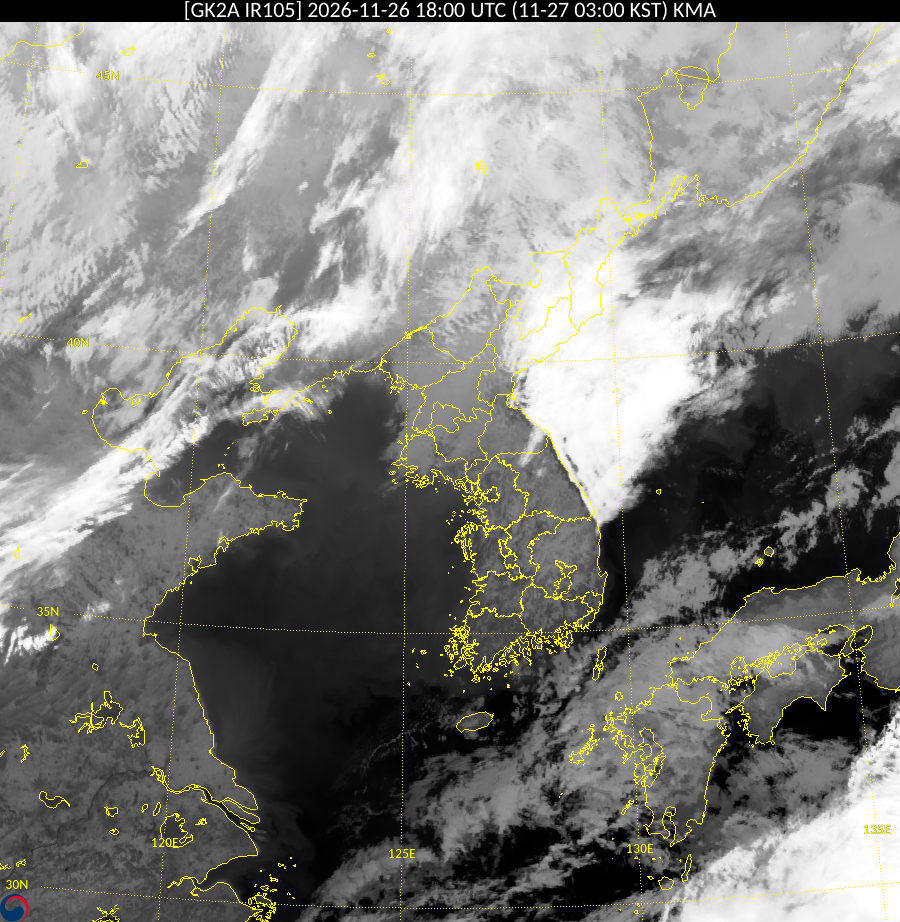 [GK2A IR105] 2026-11-26 18:00 UTC (11-27 03:00 KST) KMA
45N
40N
35N
135E
120E
125E
130E
30N